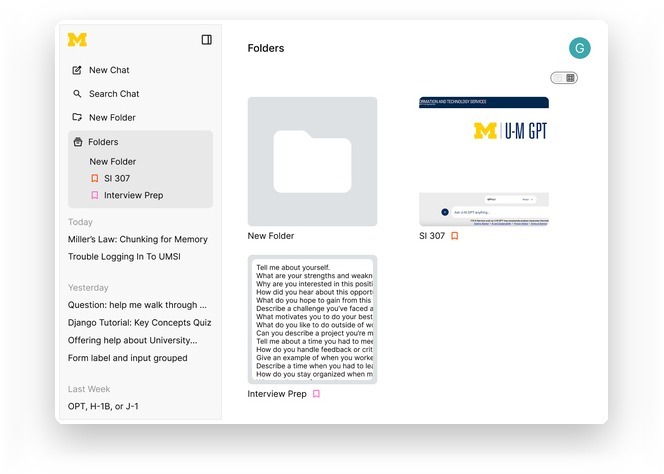 M
New Chat
Search Chat
New Folder
Folders
New Folder
SI 307
Interview Prep
Today
Miller's Law: Chunking for Memory
Trouble Logging In To UMSI
Yesterday
Question: help me walk through ...
Django Tutorial: Key Concepts Quiz
Offering help about University...
Form label and input grouped
Last Week
OPT, H-1B, or J-1
Folders
G
New Folder
ORMATION AND TECHNOLOGY SERVICES
M | U-M GPT
Ask U-M GPT anything...
SI 307
Tell me about yourself.
What are your strengths and weakn
Why are you interested in this positi
How did you hear about this opport
What do you hope to gain from this
Describe a challenge you've faced a
What motivates you to do your best
What do you like to do outside of wo
Can you describe a project you're m
Tell me about a time you had to mee
How do you handle feedback or crit
Give an example of when you worke
Describe a time when you had to lea
How do you stay organized when m
Interview Prep